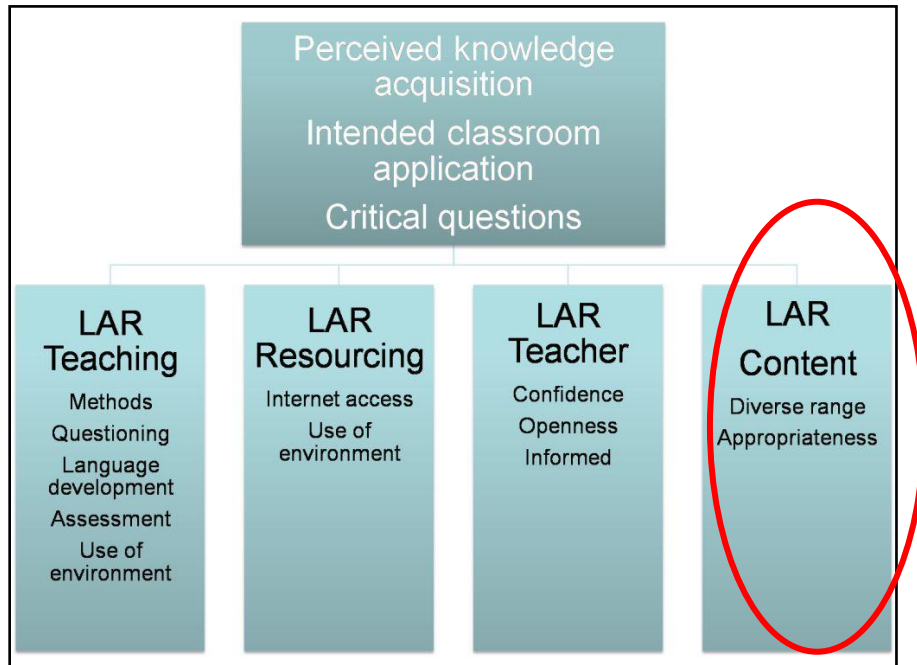 Perceived knowledge
acquisition
Intended classroom
application
Critical questions
LAR
Teaching
Methods
Questioning
Language
development
Assessment
Use of
environment
LAR
Resourcing
Internet access
Use of
environment
LAR
Teacher
Confidence
Openness
Informed
LAR
Content
Diverse range
Appropriateness